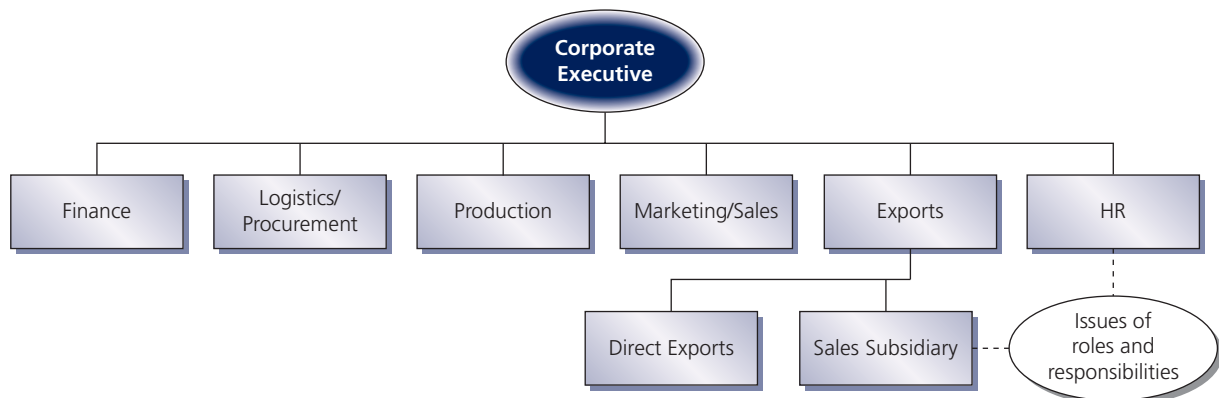 Corporate
Executive
Finance
Logistics/
Procurement
Production
Marketing/Sales
Exports
HR
Direct Exports
Sales Subsidiary
Issues of
roles and
responsibilities